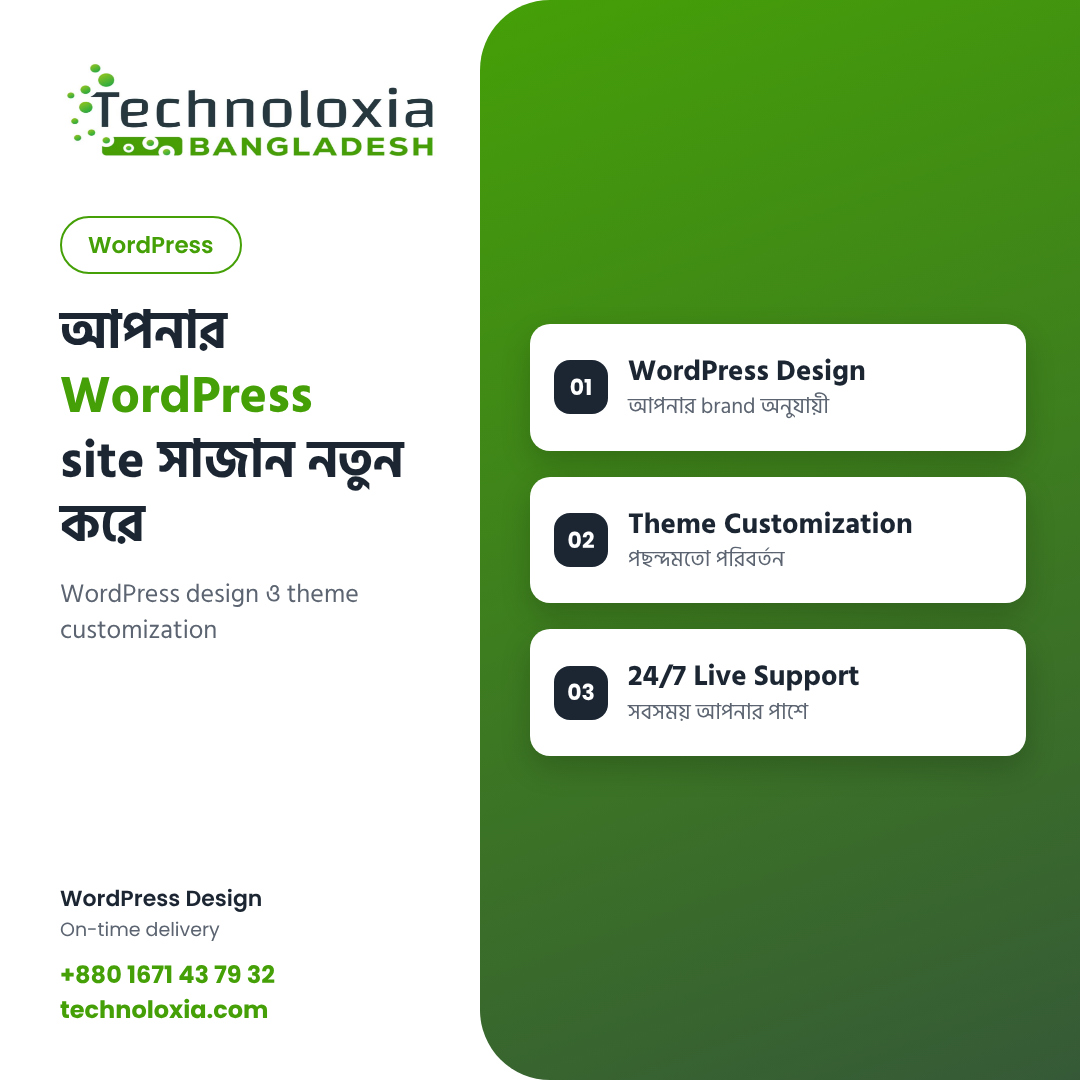 Technoloxia
BANGLADESH
WordPress
আপনার
WordPress
site সাজান নতুন
করে
WordPress design ও theme
customization
01
WordPress Design
আপনার brand অনুযায়ী
02
Theme Customization
পছন্দমতো পরিবর্তন
03
24/7 Live Support
সবসময় আপনার পাশে
WordPress Design
On-time delivery
+880 1671 43 79 32
technoloxia.com